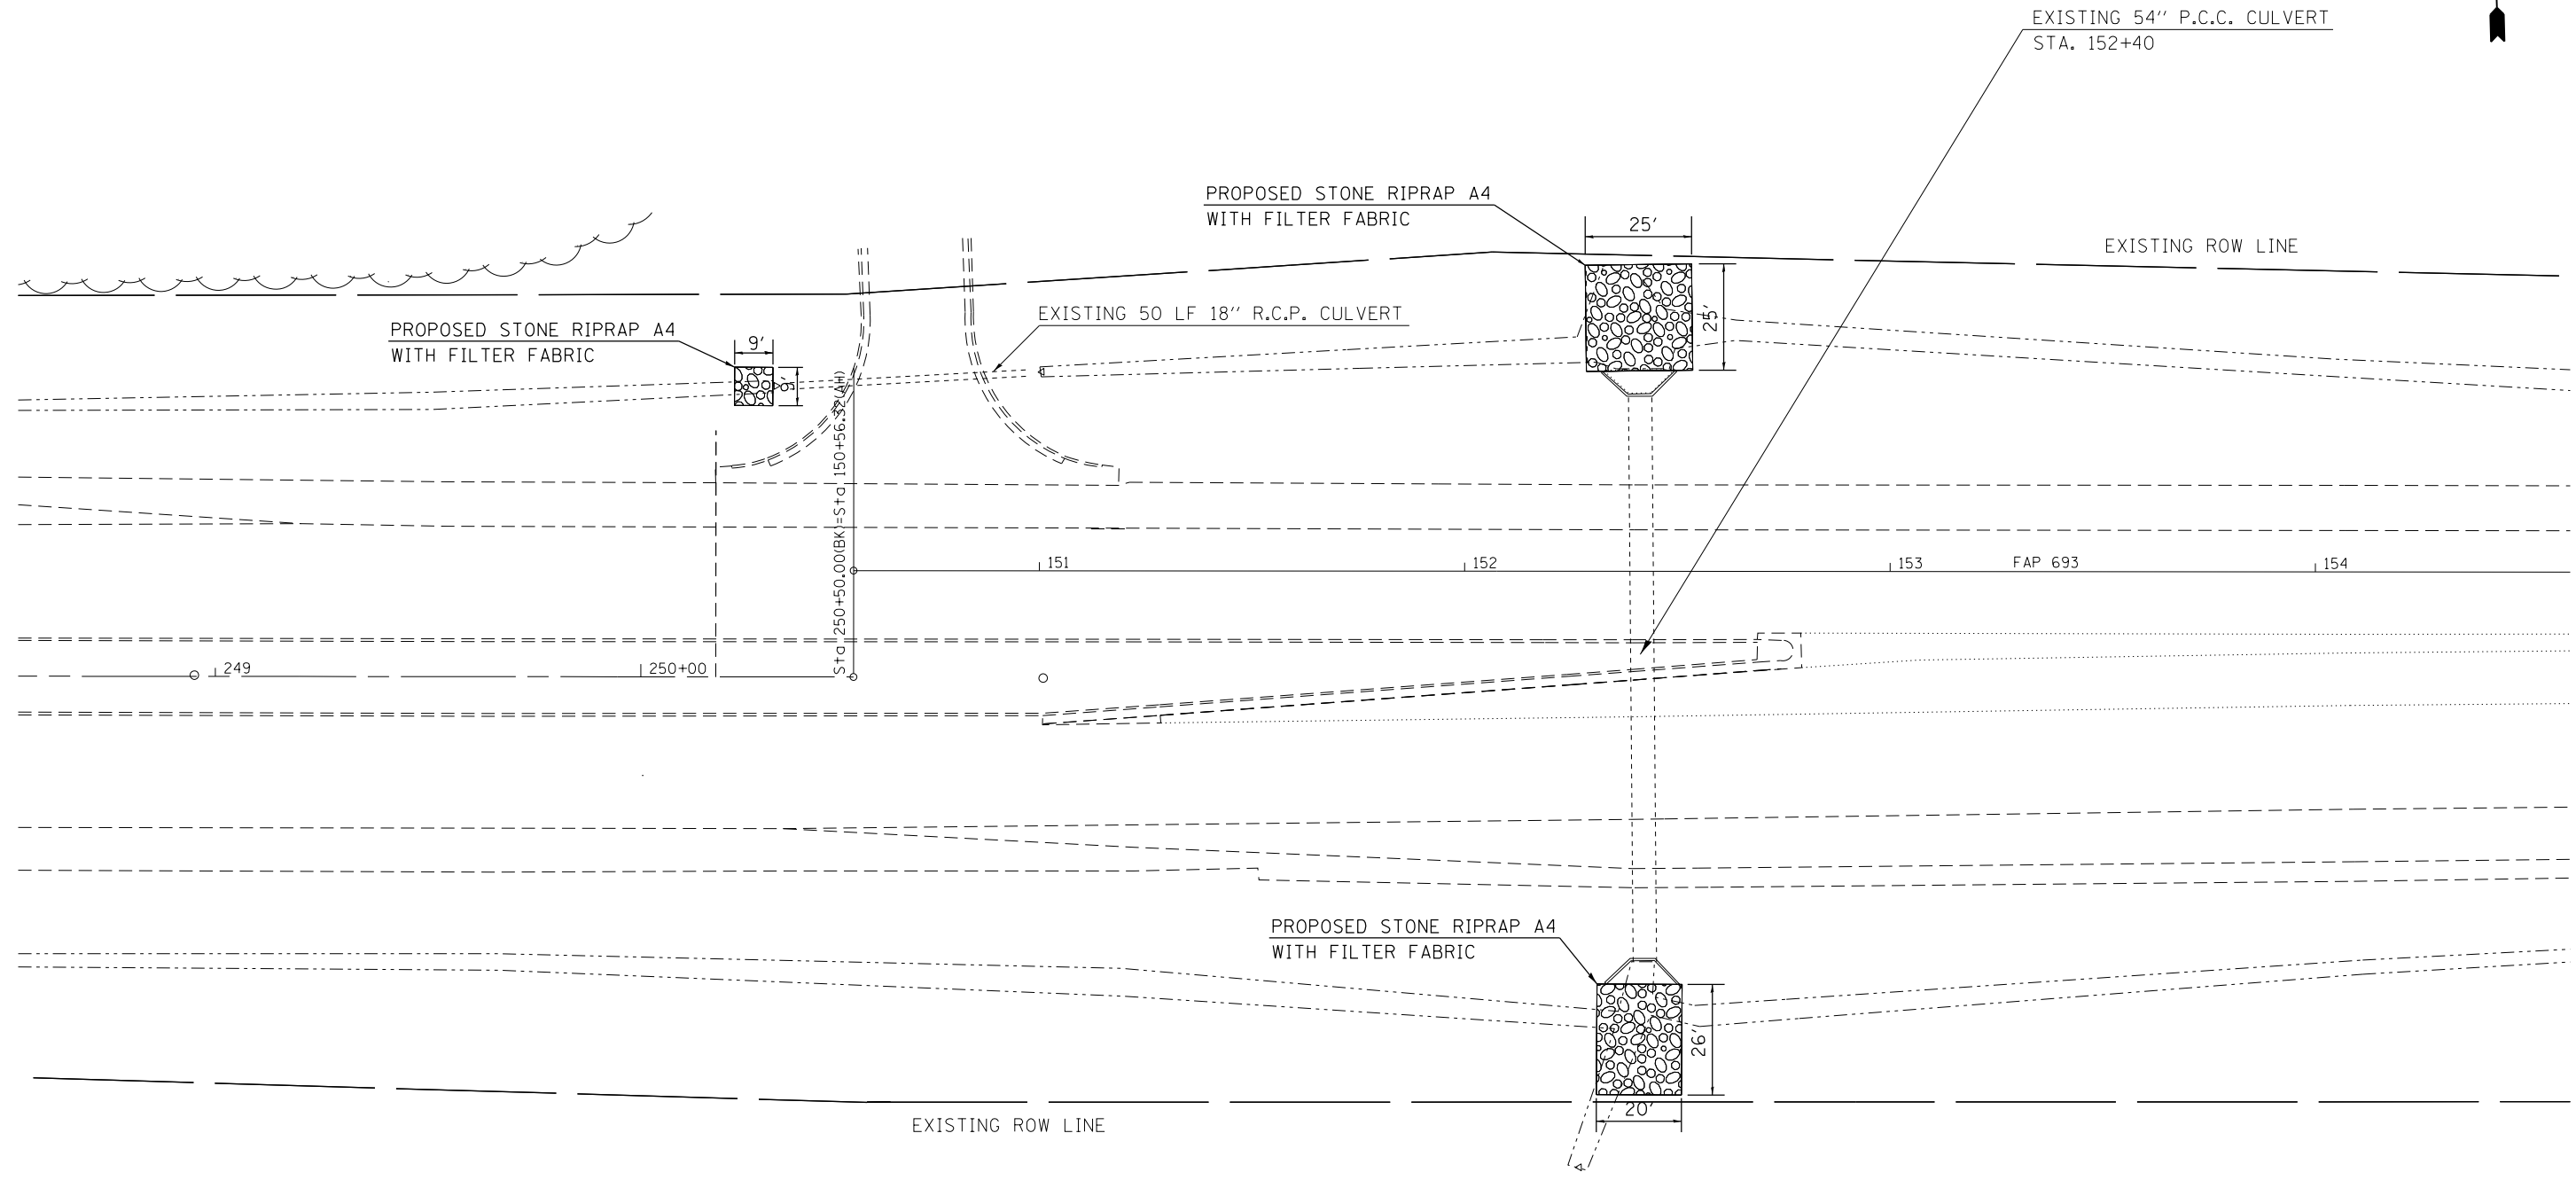 EXISTING 54'' P.C.C. CULVERT
STA. 152+40
PROPOSED STONE RIPRAP A4
WITH FILTER FABRIC
25'
25'
EXISTING ROW LINE
EXISTING 50 LF 18'' R.C.P. CULVERT
PROPOSED STONE RIPRAP A4
WITH FILTER FABRIC
9'
9'
Sta 250+50.00(BK)=Sta 150+56.32(AH)
151
152
153
FAP 693
154
249
250+00
PROPOSED STONE RIPRAP A4
WITH FILTER FABRIC
26'
20'
EXISTING ROW LINE